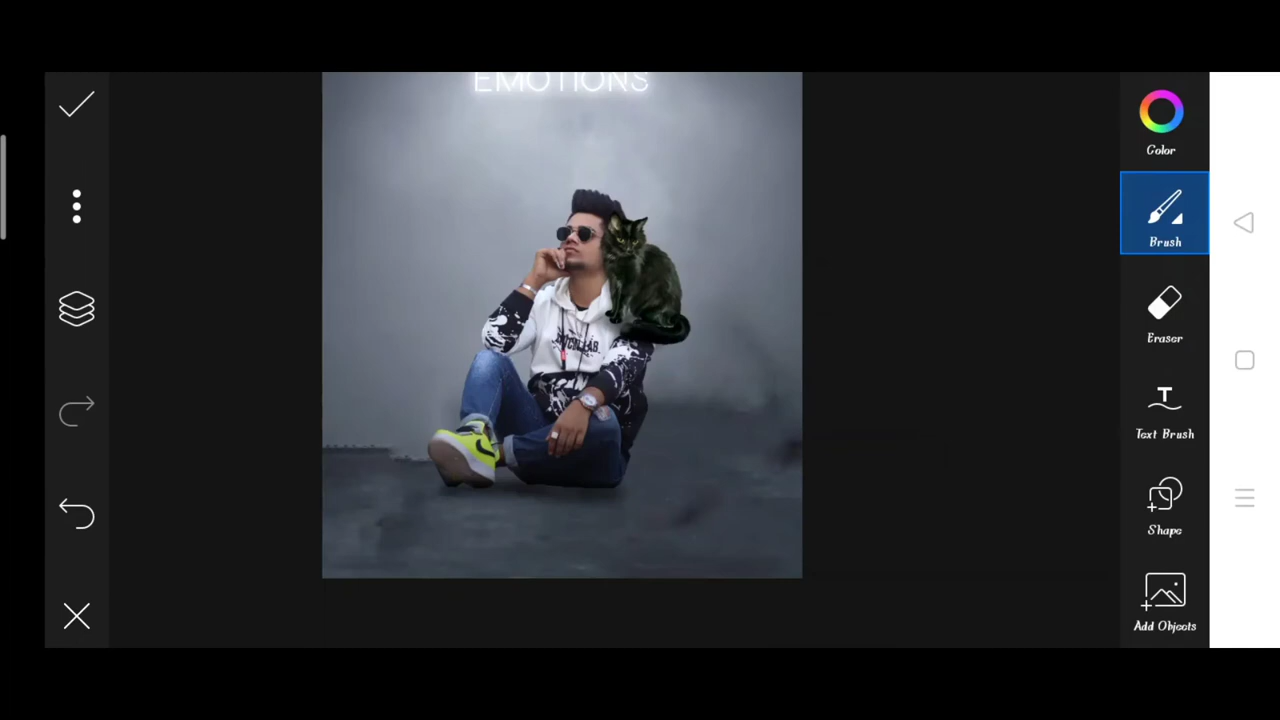 EMOTIONS
Color
Brush
Eraser
Text Brush
Shape
Add Objects